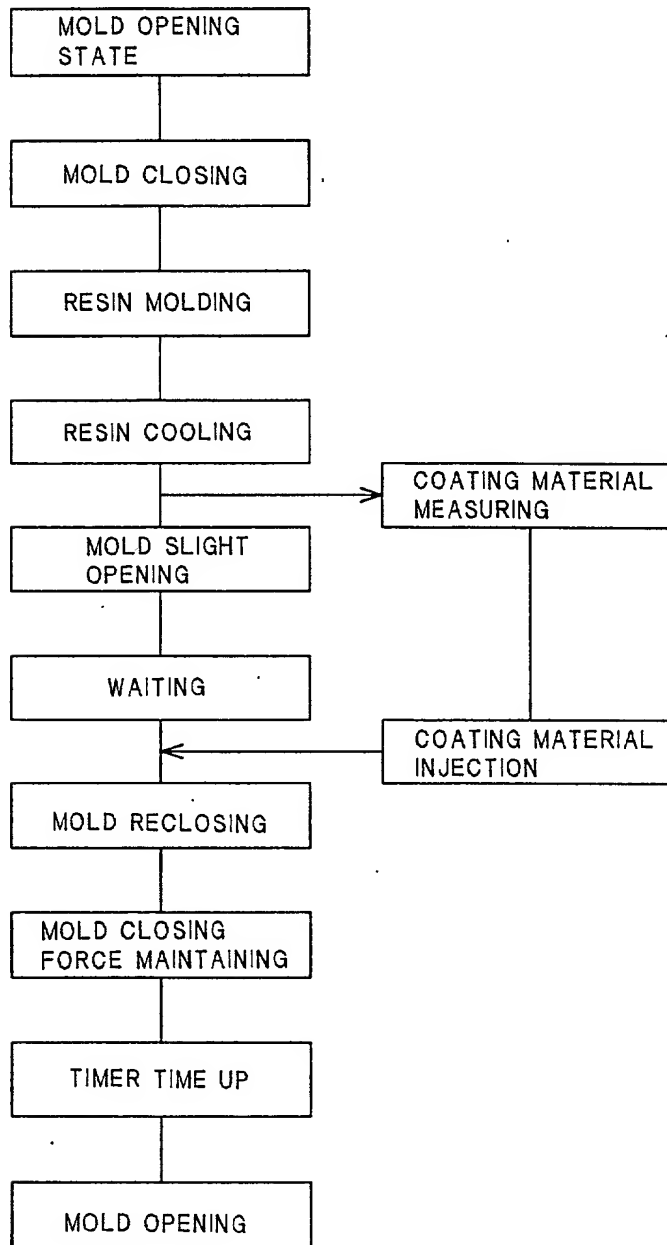 MOLD OPENING
STATE
MOLD CLOSING
RESIN MOLDING
RESIN COOLING
COATING MATERIAL
MEASURING
MOLD SLIGHT
OPENING
WAITING
COATING MATERIAL
INJECTION
MOLD RECLOSING
MOLD CLOSING
FORCE MAINTAINING
TIMER TIME UP
MOLD OPENING